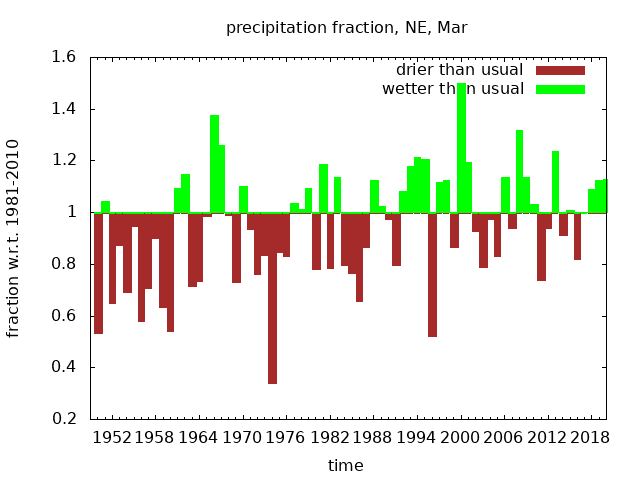 precipitation fraction, NE, Mar
drier than usual
wetter than usual
fraction w.r.t. 1981-2010
1.6
1.4
1.2
1
0.8
0.6
0.4
0.2
1952 1958 1964 1970 1976 1982 1988 1994 2000 2006 2012 2018
time